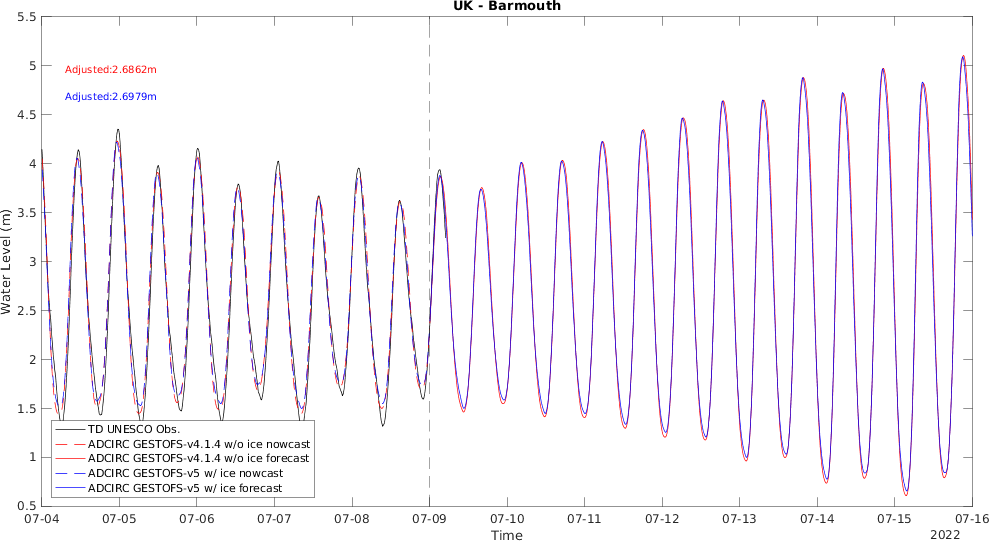 UK - Barmouth
5.5
5
4.5
4
3.5
3
2.5
2
1.5
1
0.5
Water Level (m)
Adjusted:2.6862m
Adjusted:2.6979m
TD UNESCO Obs.
ADCIRC GESTOFS-v4.1.4 w/o ice nowcast
ADCIRC GESTOFS-v4.1.4 w/o ice forecast
ADCIRC GESTOFS-v5 w/ ice nowcast
ADCIRC GESTOFS-v5 w/ ice forecast
07-04 07-05 07-06 07-07 07-08 07-09 07-10 07-11 07-12 07-13 07-14 07-15 07-16
Time
2022